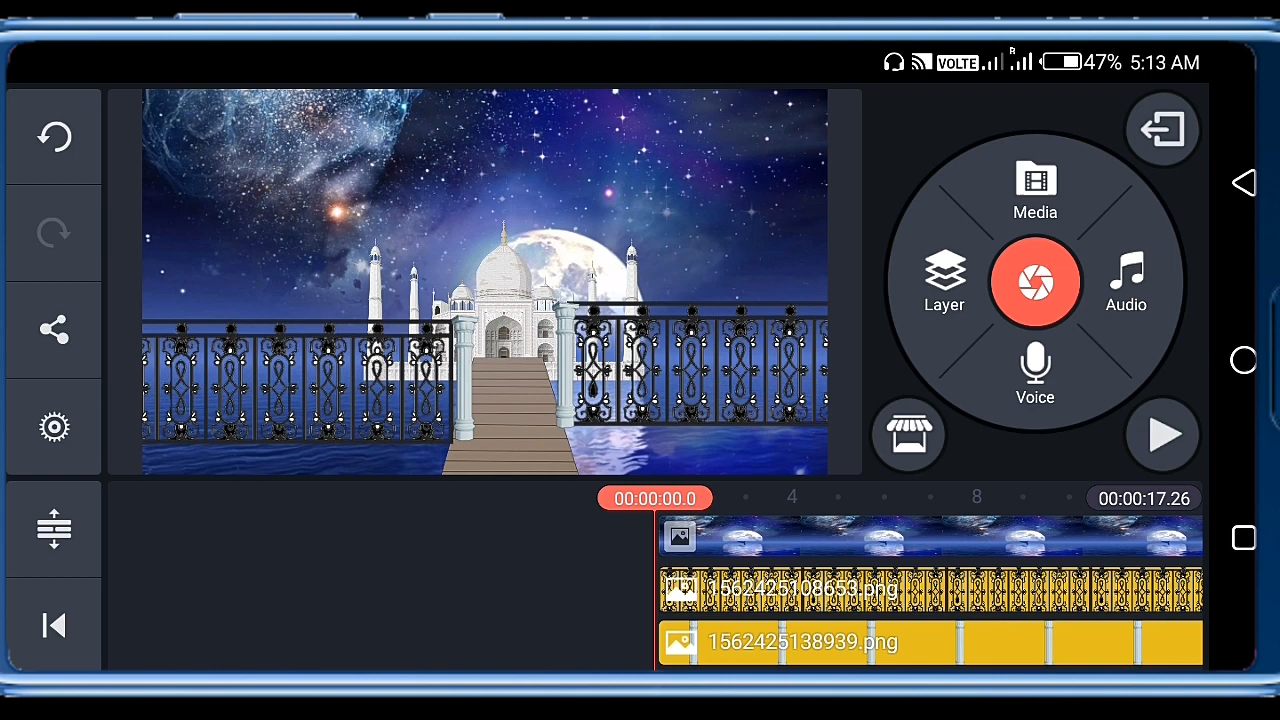 VOLTE R 47% 5:13 AM
Media
Layer
Audio
Voice
00:00:00.0 4 8 00:00:17.26
1562425108653.png
1562425138939.png